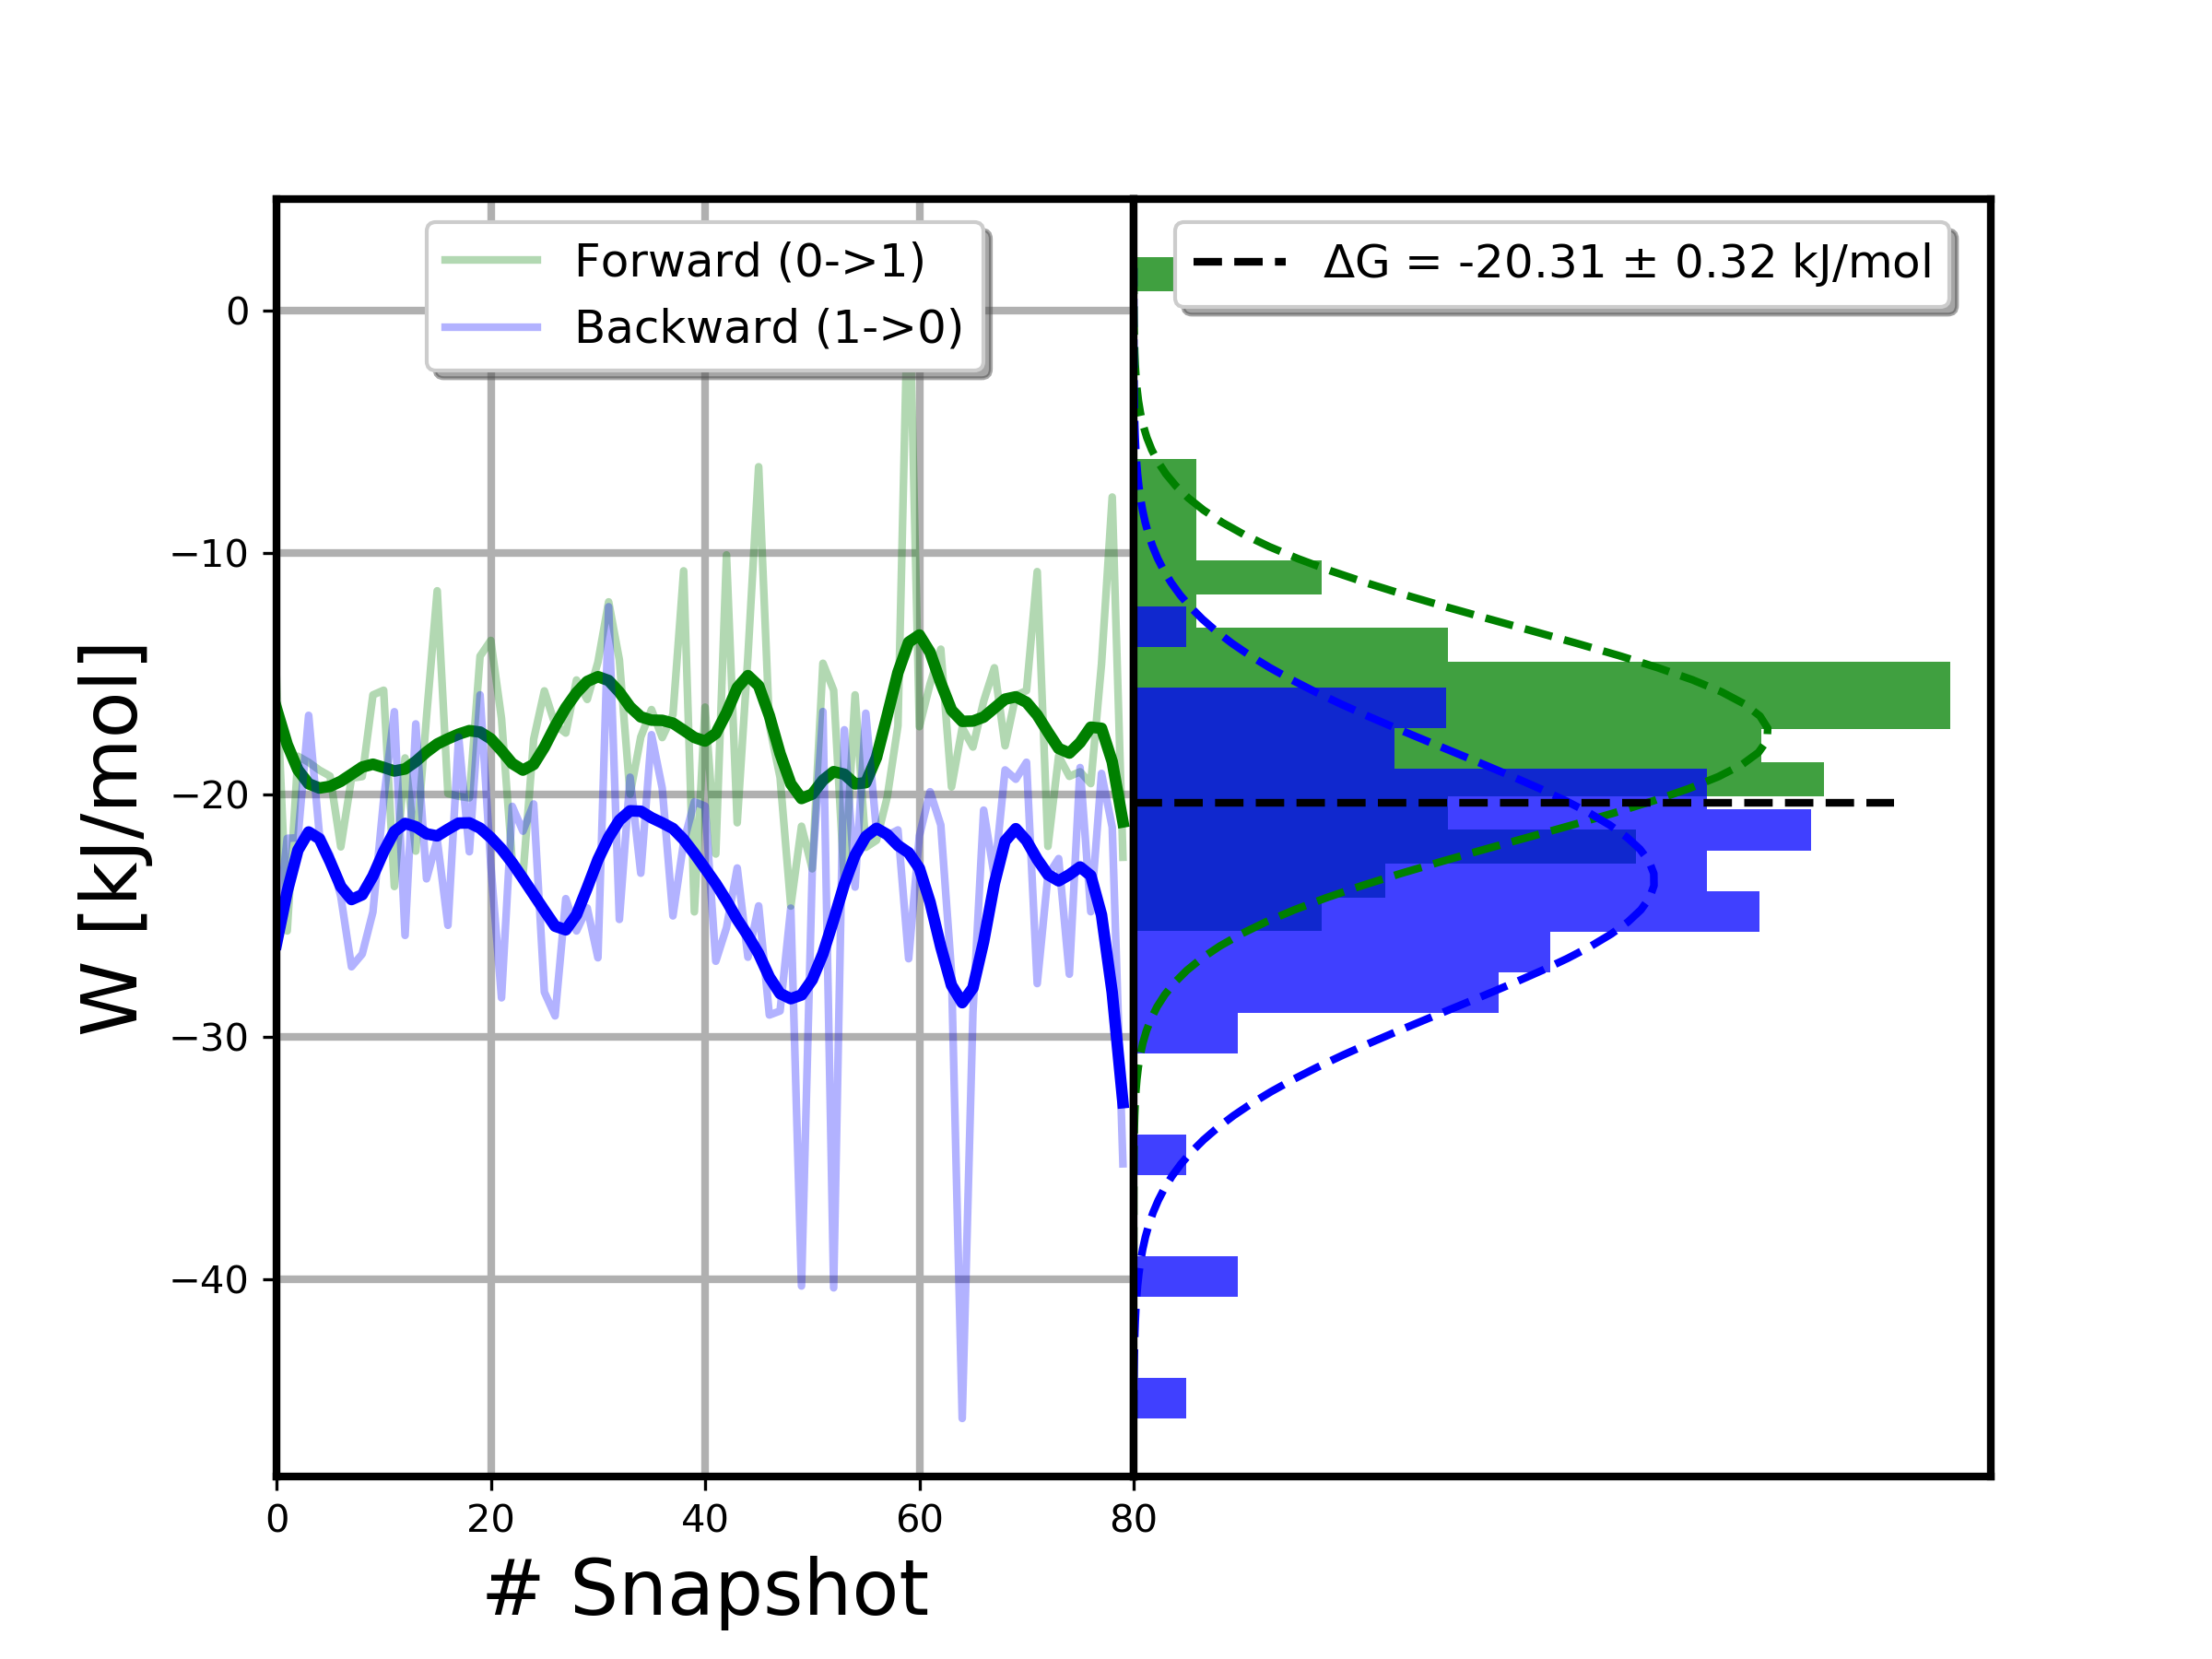 Forward (0->1)
Backward (1->0)
ΔG = -20.31 ± 0.32 kJ/mol
W [kJ/mol]
0
−10
−20
−30
−40
0 20 40 60 80
# Snapshot